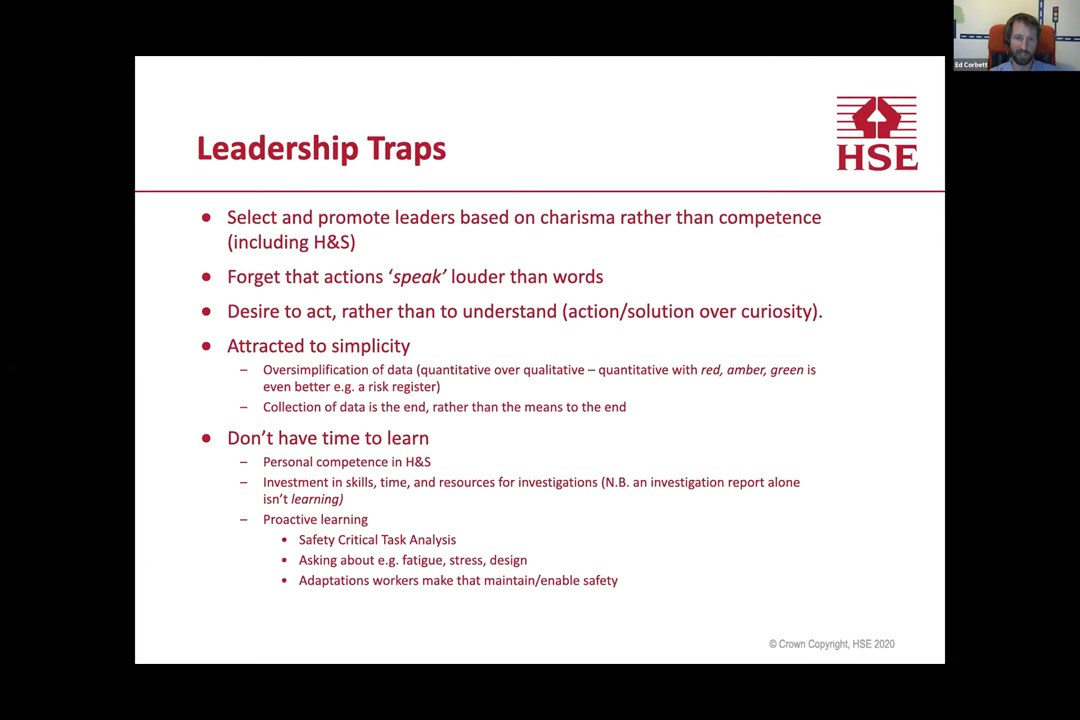 Ed Corbett
HSE
Leadership Traps
• Select and promote leaders based on charisma rather than competence
(including H&S)
• Forget that actions ‘speak’ louder than words
• Desire to act, rather than to understand (action/solution over curiosity).
• Attracted to simplicity
– Oversimplification of data (quantitative over qualitative – quantitative with red, amber, green is
even better e.g. a risk register)
– Collection of data is the end, rather than the means to the end
• Don’t have time to learn
– Personal competence in H&S
– Investment in skills, time, and resources for investigations (N.B. an investigation report alone
isn’t learning)
– Proactive learning
• Safety Critical Task Analysis
• Asking about e.g. fatigue, stress, design
• Adaptations workers make that maintain/enable safety
© Crown Copyright, HSE 2020